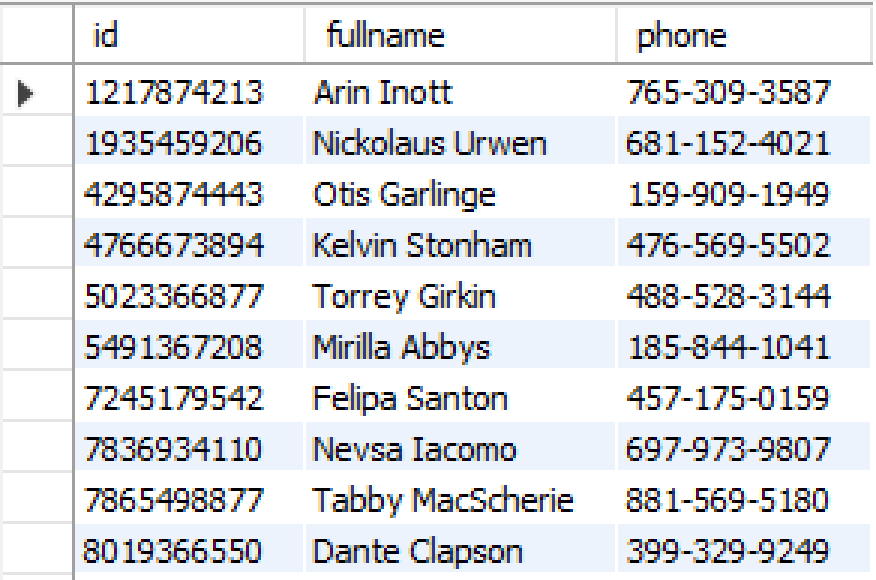 id fullname phone
1217874213 Arin Inott 765-309-3587
1935459206 Nickolaus Urwen 681-152-4021
4295874443 Otis Garlinge 159-909-1949
4766673894 Kelvin Stonham 476-569-5502
5023366877 Torrey Girkin 488-528-3144
5491367208 Mirilla Abbys 185-844-1041
7245179542 Felipa Santon 457-175-0159
7836934110 Nevsa Iacomo 697-973-9807
7865498877 Tabby MacScherie 881-569-5180
8019366550 Dante Clapson 399-329-9249